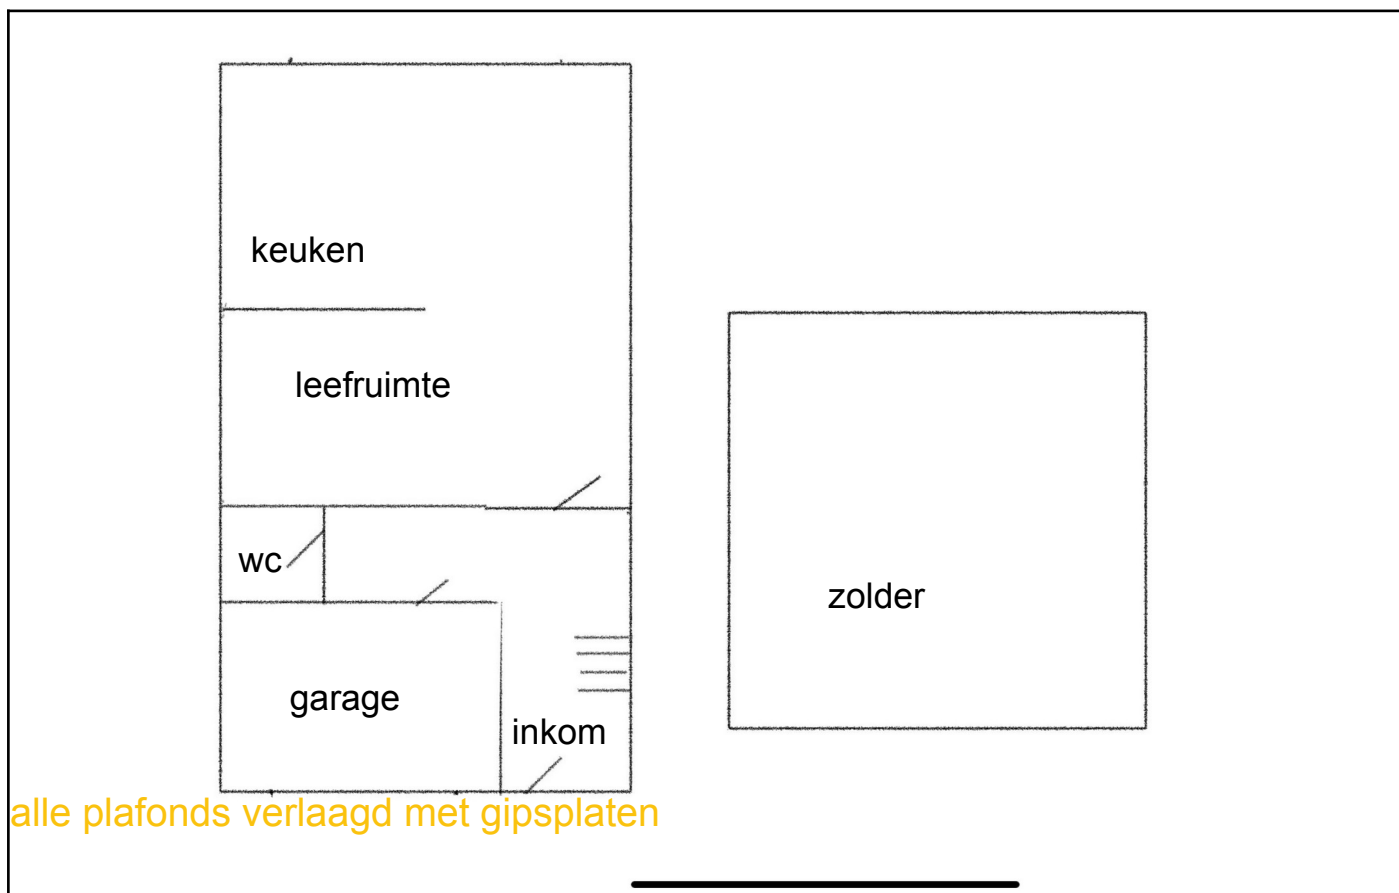 keuken
leefruimte
wc
zolder
garage
inkom
alle plafonds verlaagd met gipsplaten